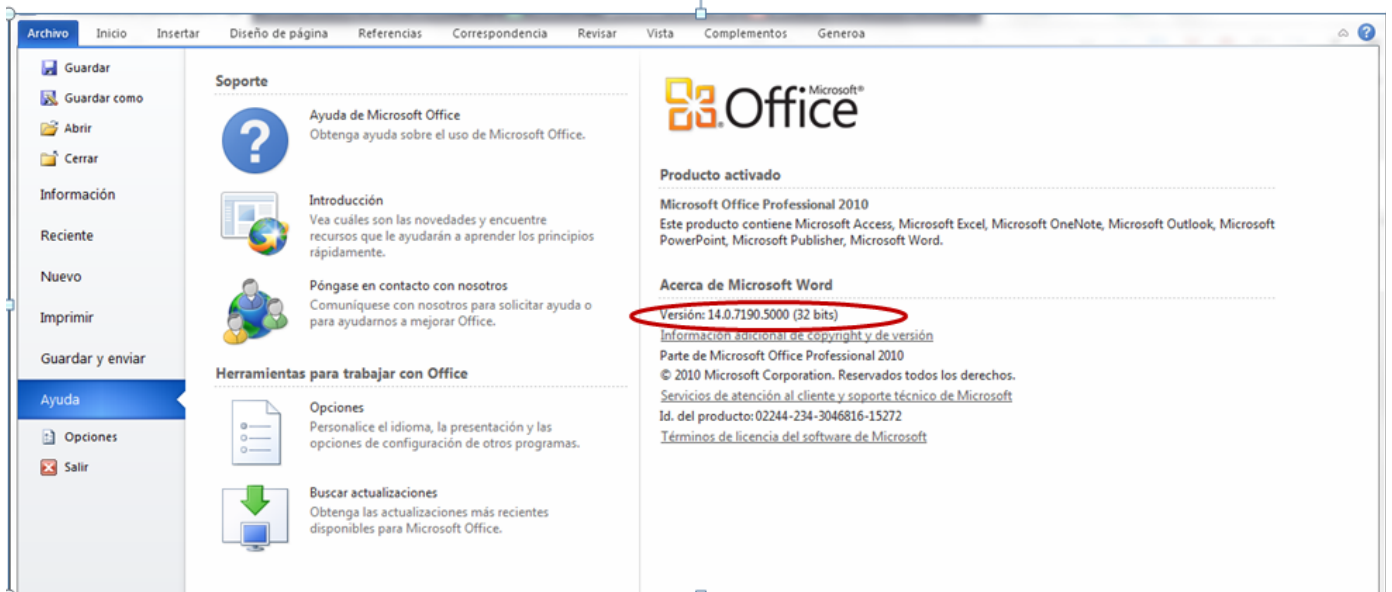 Archivo Inicio Insertar Diseño de página Referencias Correspondencia Revisar Vista Complementos Generoa
Guardar
Guardar como
Abrir
Cerrar
Información
Reciente
Nuevo
Imprimir
Guardar y enviar
Ayuda
Opciones
Salir
Soporte
Ayuda de Microsoft Office
Obtenga ayuda sobre el uso de Microsoft Office.
Introducción
Vea cuáles son las novedades y encuentre
recursos que le ayudarán a aprender los principios
rápidamente.
Póngase en contacto con nosotros
Comuníquese con nosotros para solicitar ayuda o
para ayudarnos a mejorar Office.
Herramientas para trabajar con Office
Opciones
Personalice el idioma, la presentación y las
opciones de configuración de otros programas.
Buscar actualizaciones
Obtenga las actualizaciones más recientes
disponibles para Microsoft Office.
Microsoft®
Office
Producto activado
Microsoft Office Professional 2010
Este producto contiene Microsoft Access, Microsoft Excel, Microsoft OneNote, Microsoft Outlook, Microsoft
PowerPoint, Microsoft Publisher, Microsoft Word.
Acerca de Microsoft Word
Versión: 14.0.7190.5000 (32 bits)
Información adicional de copyright y de versión
Parte de Microsoft Office Professional 2010
© 2010 Microsoft Corporation. Reservados todos los derechos.
Servicios de atención al cliente y soporte técnico de Microsoft
Id. del producto: 02244-234-3046816-15272
Términos de licencia del software de Microsoft